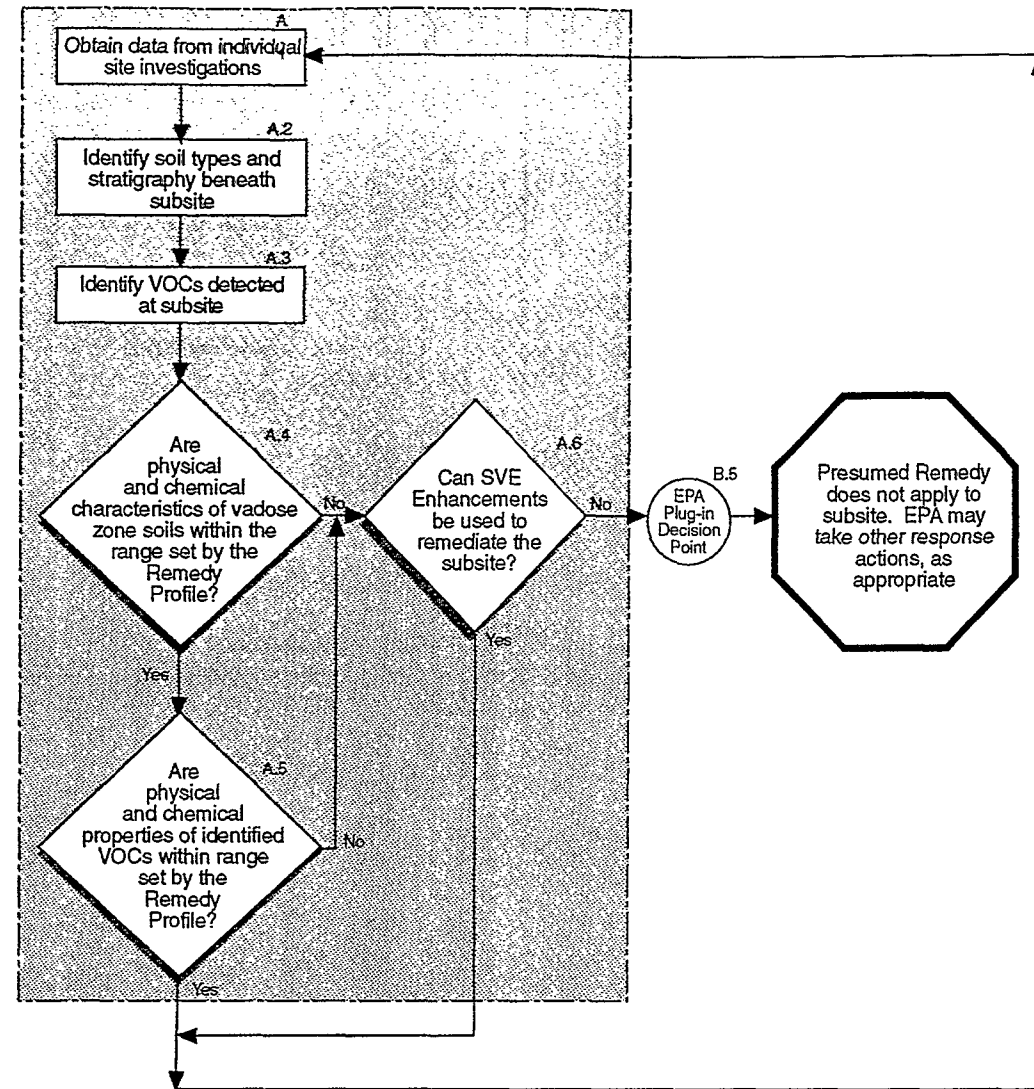 A
Obtain data from individual
site investigations
A.2
Identify soil types and
stratigraphy beneath
subsite
A.3
Identify VOCs detected
at subsite
A.4
Are
physical
and chemical
characteristics of vadose
zone soils within the
range set by the
Remedy
Profile?
No
Yes
A.6
Can SVE
Enhancements
be used to
remediate the
subsite?
No
Yes
B.5
EPA
Plug-in
Decision
Point
Presumed Remedy
does not apply to
subsite. EPA may
take other response
actions, as
appropriate
A.5
Are
physical
and chemical
properties of identified
VOCs within range
set by the
Remedy
Profile?
No
Yes